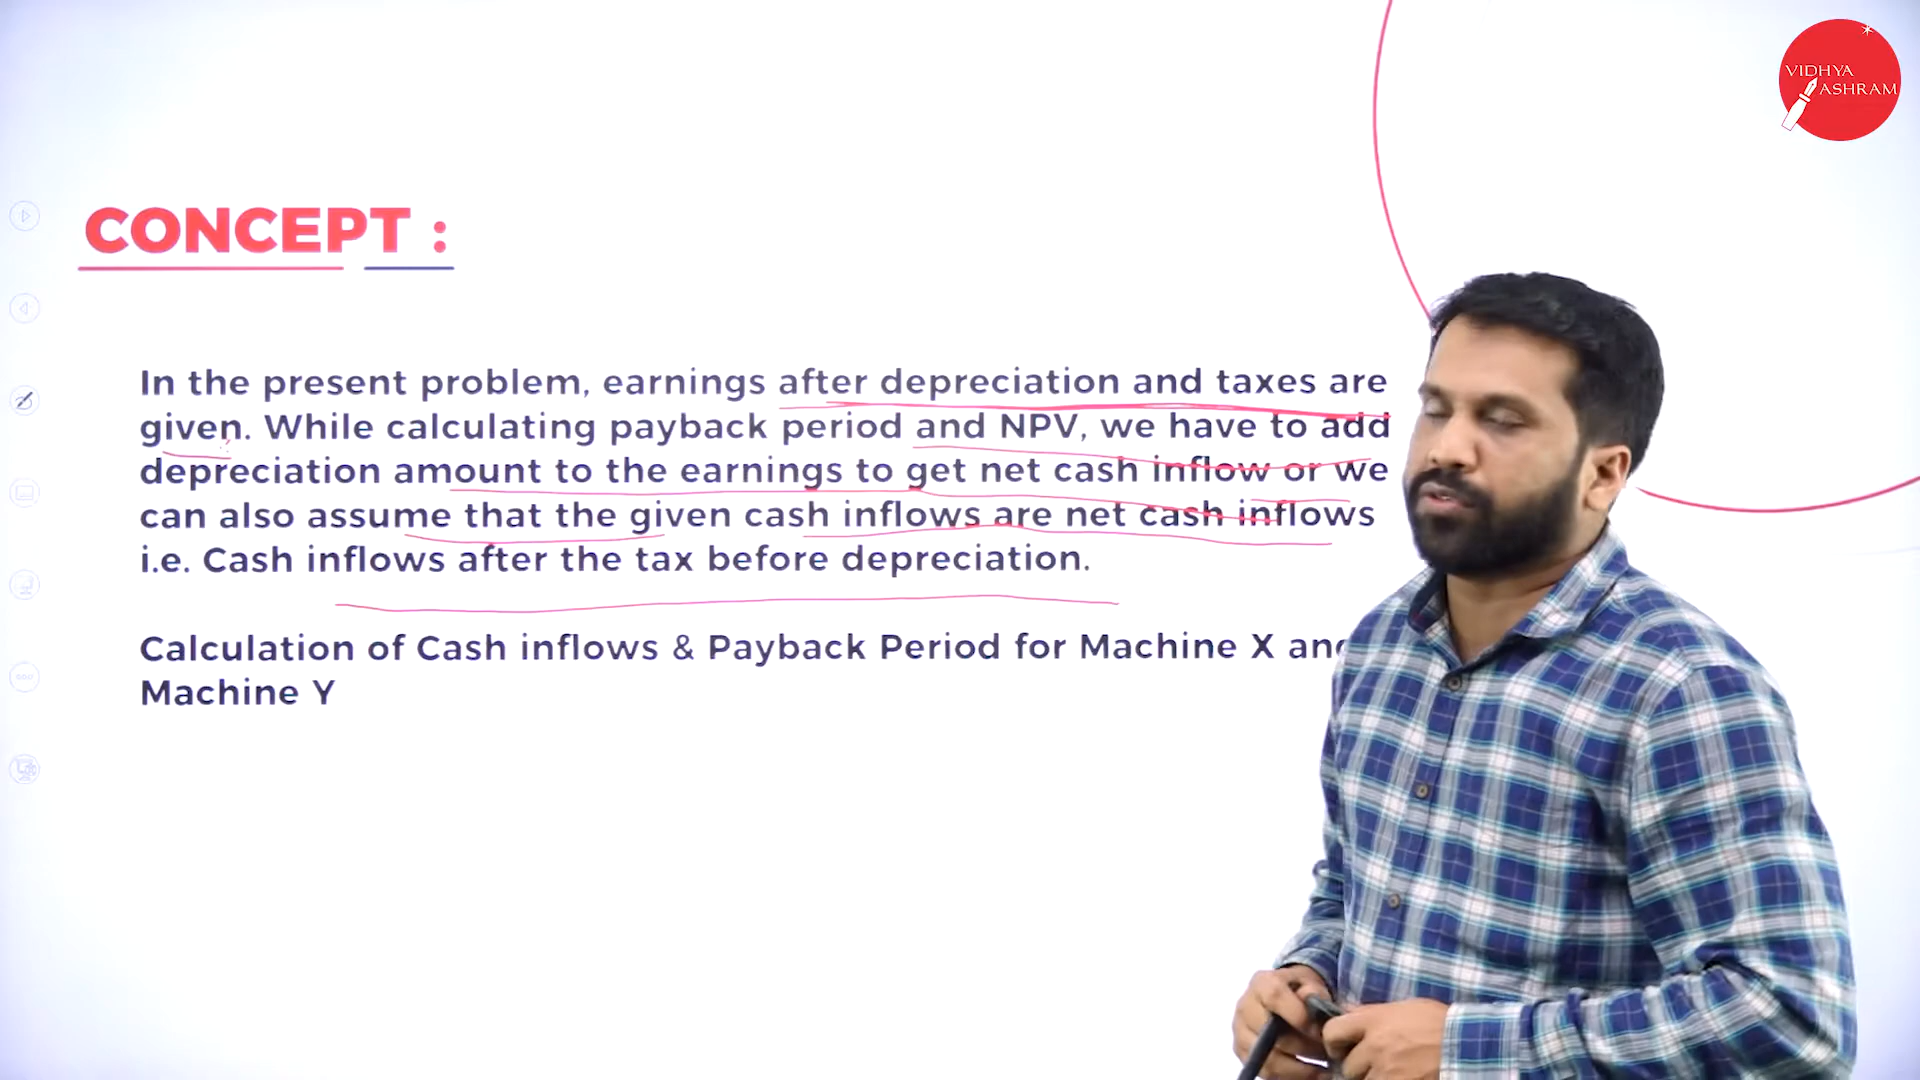 VIDHYA
ASHRAM
CONCEPT :
In the present problem, earnings after depreciation and taxes are
given. While calculating payback period and NPV, we have to add
depreciation amount to the earnings to get net cash inflow or we
can also assume that the given cash inflows are net cash inflows
i.e. Cash inflows after the tax before depreciation.
Calculation of Cash inflows & Payback Period for Machine X and
Machine Y